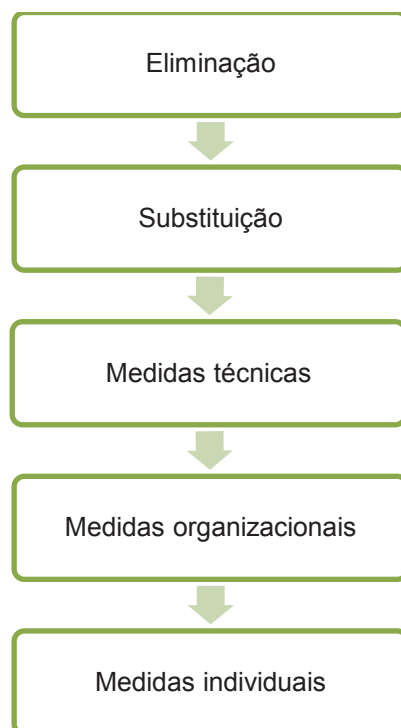 Eliminação
Substituição
Medidas técnicas
Medidas organizacionais
Medidas individuais